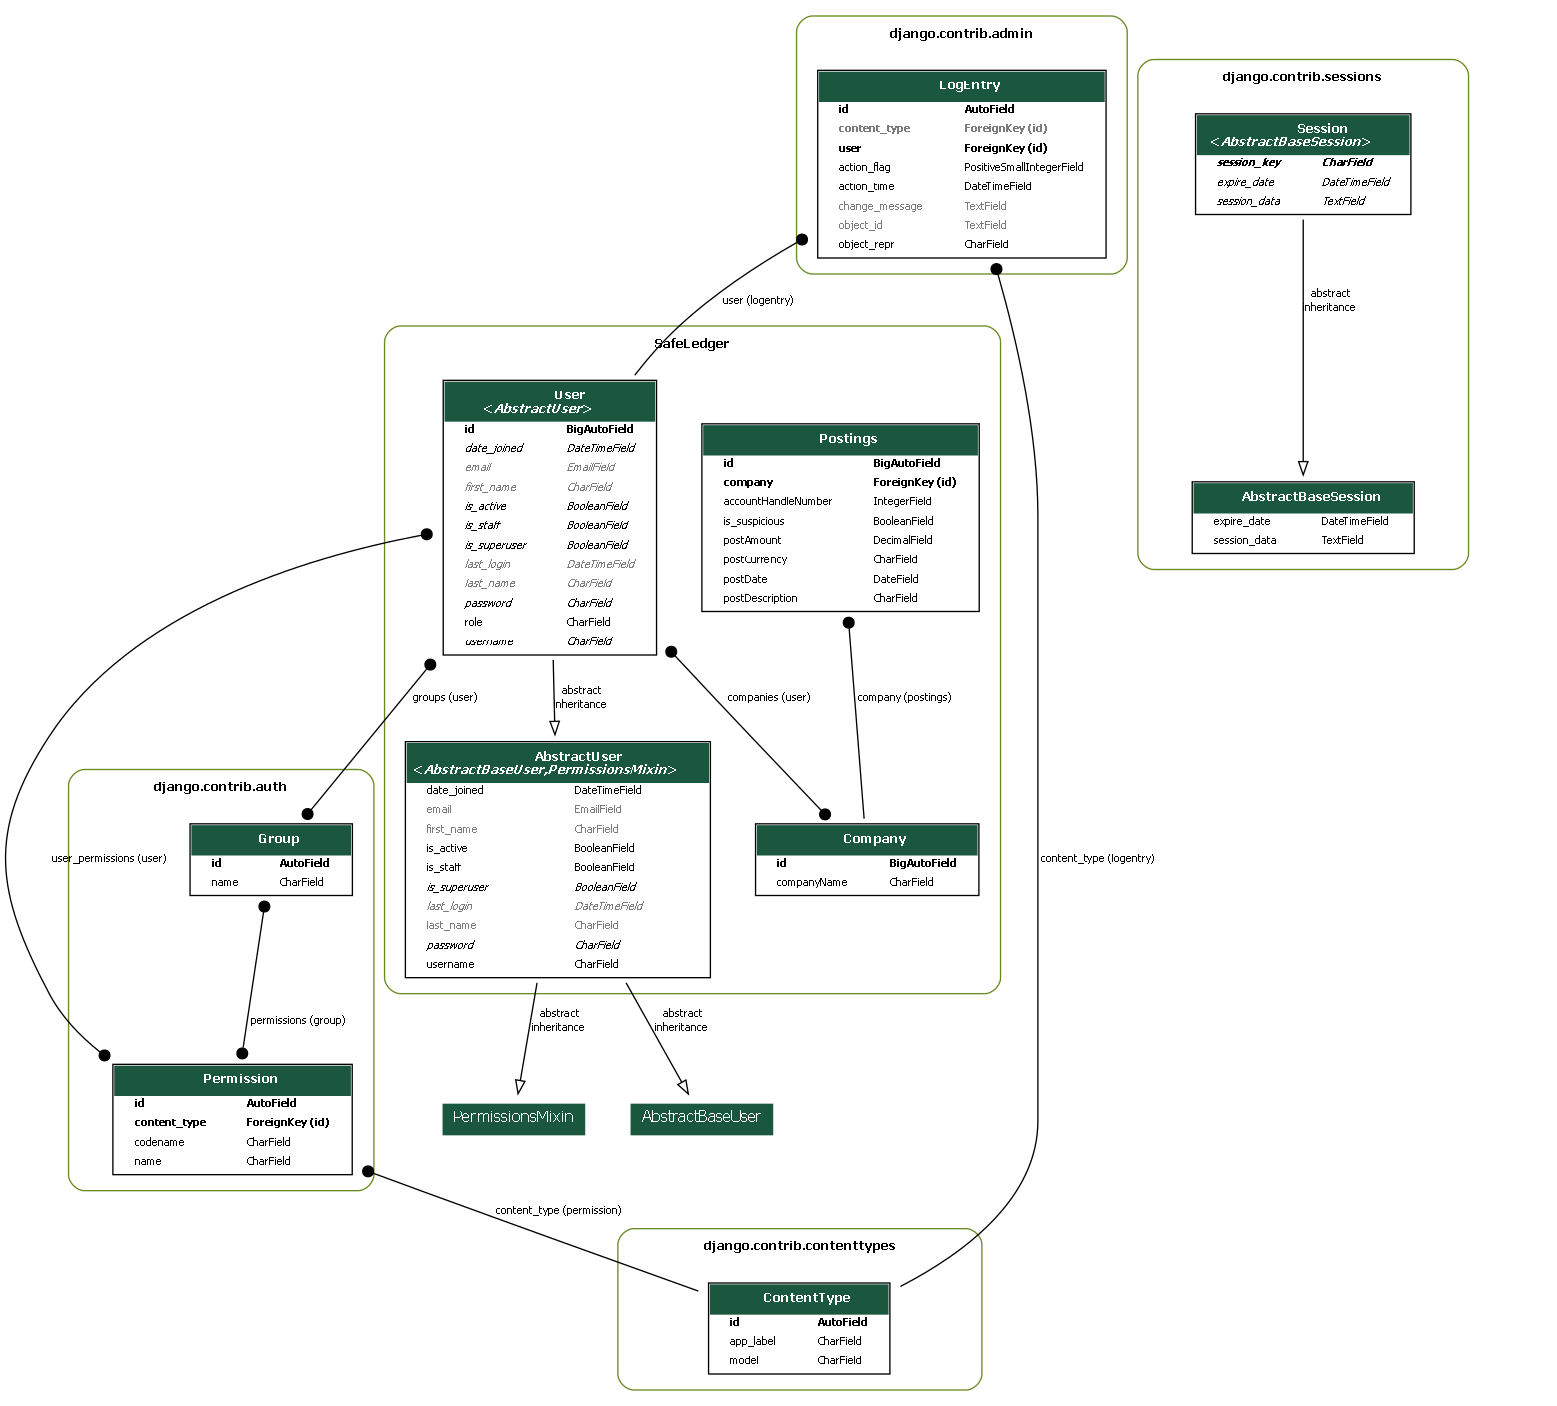 django.contrib.admin
LogEntry
id AutoField
content_type ForeignKey (id)
user ForeignKey (id)
action_flag PositiveSmallIntegerField
action_time DateTimeField
change_message TextField
object_id TextField
object_repr CharField
django.contrib.sessions
Session
<AbstractBaseSession>
session_key CharField
expire_date DateTimeField
session_data TextField
abstract
inheritance
AbstractBaseSession
expire_date DateTimeField
session_data TextField
user (logentry)
SafeLedger
User
<AbstractUser>
id BigAutoField
date_joined DateTimeField
email EmailField
first_name CharField
is_active BooleanField
is_staff BooleanField
is_superuser BooleanField
last_login DateTimeField
last_name CharField
password CharField
role CharField
username CharField
Postings
id BigAutoField
company ForeignKey (id)
accountHandleNumber IntegerField
is_suspicious BooleanField
postAmount DecimalField
postCurrency CharField
postDate DateField
postDescription CharField
groups (user)
abstract
inheritance
companies (user)
company (postings)
AbstractUser
<AbstractBaseUser,PermissionsMixin>
date_joined DateTimeField
email EmailField
first_name CharField
is_active BooleanField
is_staff BooleanField
is_superuser BooleanField
last_login DateTimeField
last_name CharField
password CharField
username CharField
Company
id BigAutoField
companyName CharField
content_type (logentry)
django.contrib.auth
Group
id AutoField
name CharField
user_permissions (user)
permissions (group)
Permission
id AutoField
content_type ForeignKey (id)
codename CharField
name CharField
abstract
inheritance
abstract
inheritance
PermissionsMixin
AbstractBaseUser
content_type (permission)
django.contrib.contenttypes
ContentType
id AutoField
app_label CharField
model CharField